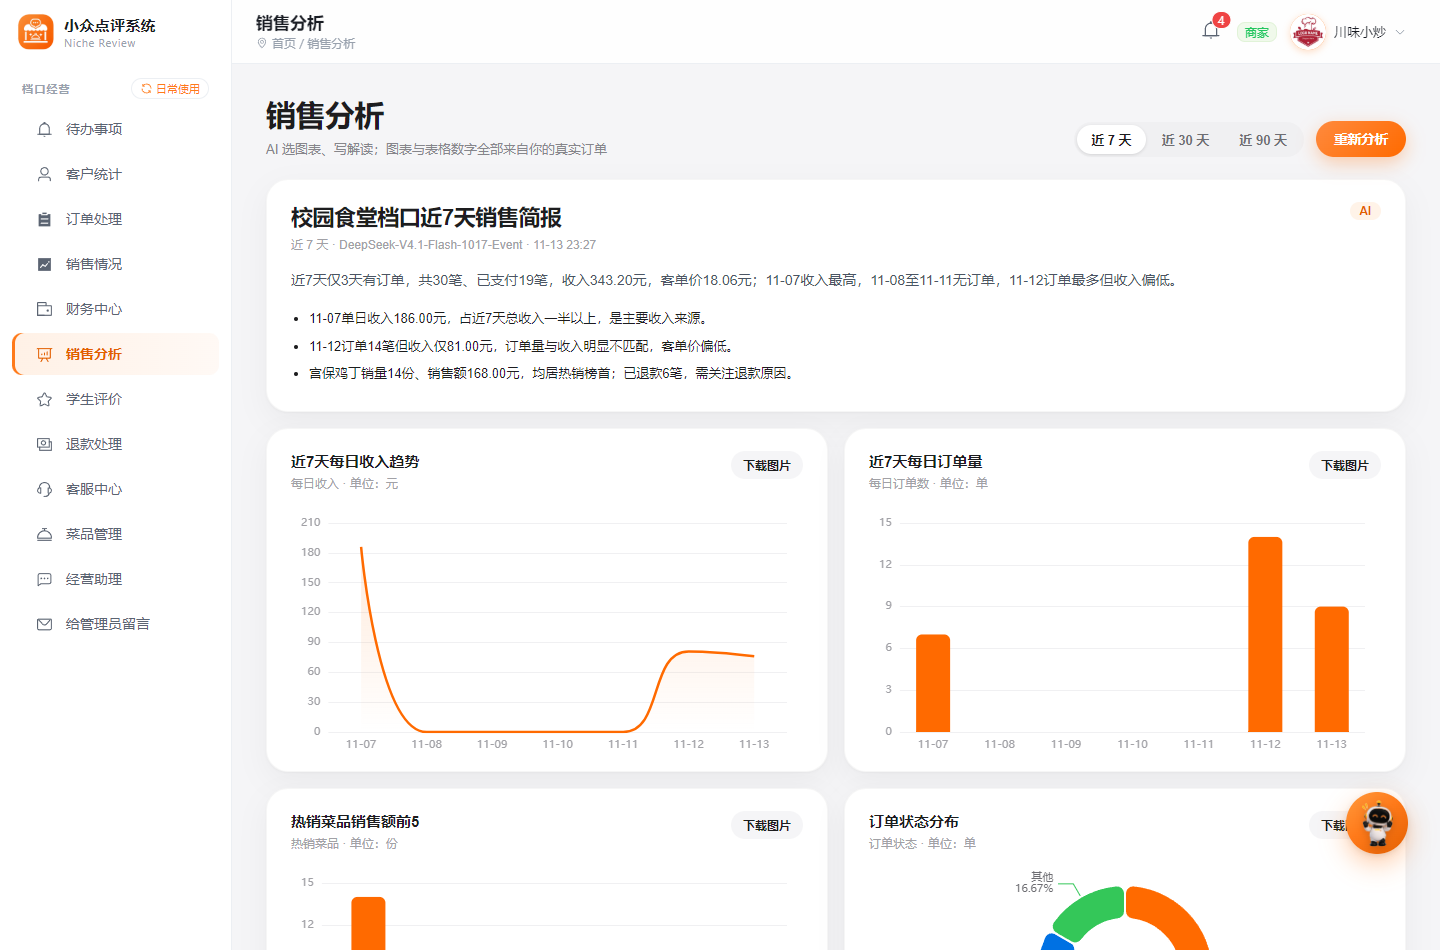 小众点评系统
Niche Review
档口经营
日常使用
待办事项
客户统计
订单处理
销售情况
财务中心
销售分析
学生评价
退款处理
客服中心
菜品管理
经营助理
给管理员留言
销售分析
首页 / 销售分析
4
商家
川味小炒
销售分析
AI 选图表、写解读；图表与表格数字全部来自你的真实订单
近 7 天
近 30 天
近 90 天
重新分析
校园食堂档口近7天销售简报
AI
近 7 天 · DeepSeek-V4.1-Flash-1017-Event · 11-13 23:27
近7天仅3天有订单，共30笔、已支付19笔，收入343.20元，客单价18.06元；11-07收入最高，11-08至11-11无订单，11-12订单最多但收入偏低。
11-07单日收入186.00元，占近7天总收入一半以上，是主要收入来源。
11-12订单14笔但收入仅81.00元，订单量与收入明显不匹配，客单价偏低。
宫保鸡丁销量14份、销售额168.00元，均居热销榜首；已退款6笔，需关注退款原因。
近7天每日收入趋势
下载图片
每日收入 · 单位：元
210
180
150
120
90
60
30
0
11-07 11-08 11-09 11-10 11-11 11-12 11-13
近7天每日订单量
下载图片
每日订单数 · 单位：单
15
12
9
6
3
0
11-07 11-08 11-09 11-10 11-11 11-12 11-13
热销菜品销售额前5
下载图片
热销菜品 · 单位：份
15
12
订单状态分布
下载
订单状态 · 单位：单
其他
16.67%